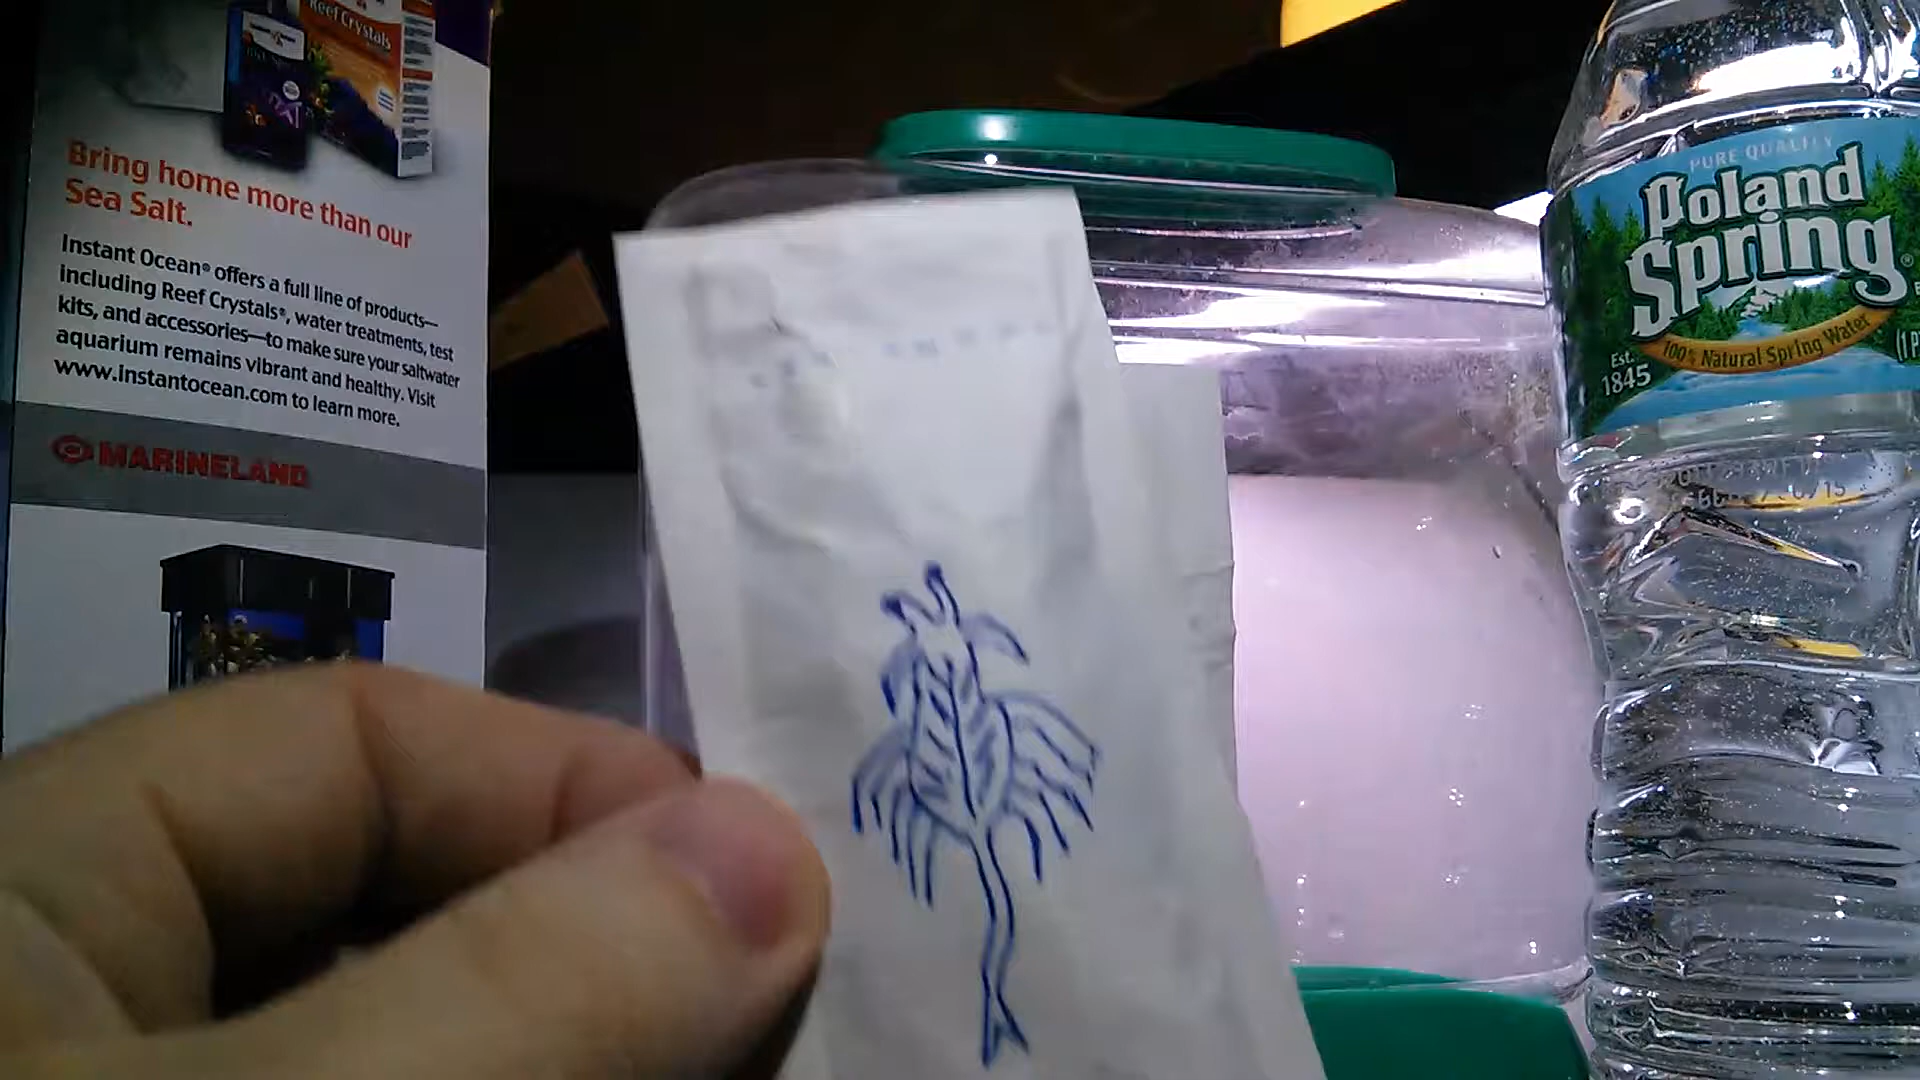 Reef Crystals
Bring home more than our
Sea Salt.
Instant Ocean® offers a full line of products—
including Reef Crystals®, water treatments, test
kits, and accessories—to make sure your saltwater
aquarium remains vibrant and healthy. Visit
www.instantocean.com to learn more.
MARINELAND
PURE QUALITY
Poland
Spring®
100% Natural Spring Water
Est.
1845